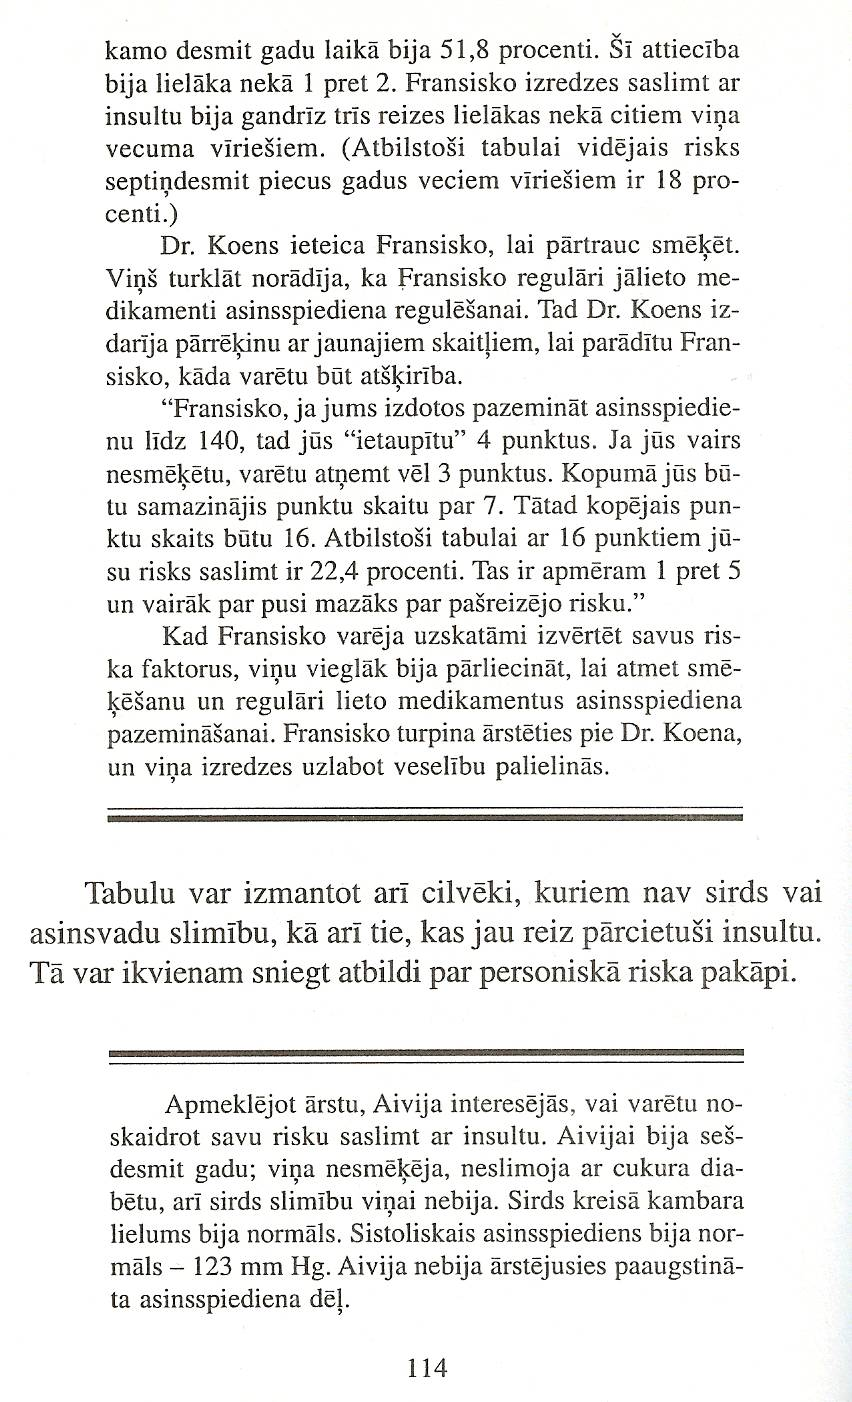 kamo desmit gadu laikā bija 51,8 procenti. Šī attiecība
bija lielāka nekā 1 pret 2. Fransisko izredzes saslimt ar
insultu bija gandrīz trīs reizes lielākas nekā citiem viņa
vecuma vīriešiem. (Atbilstoši tabulai vidējais risks
septiņdesmit piecus gadus veciem vīriešiem ir 18 pro-
centi.)
Dr. Koens ieteica Fransisko, lai pārtrauc smēķēt.
Viņš turklāt norādīja, ka Fransisko regulāri jālieto me-
dikamenti asinsspiediena regulēšanai. Tad Dr. Koens iz-
darīja pārrēķinu ar jaunajiem skaitļiem, lai parādītu Fran-
sisko, kāda varētu būt atšķirība.
“Fransisko, ja jums izdotos pazemināt asinsspiedie-
nu līdz 140, tad jūs “ietaupītu” 4 punktus. Ja jūs vairs
nesmēķētu, varētu atņemt vēl 3 punktus. Kopumā jūs bū-
tu samazinājis punktu skaitu par 7. Tātad kopējais pun-
ktu skaits būtu 16. Atbilstoši tabulai ar 16 punktiem jū-
su risks saslimt ir 22,4 procenti. Tas ir apmēram 1 pret 5
un vairāk par pusi mazāks par pašreizējo risku.”
Kad Fransisko varēja uzskatāmi izvērtēt savus ris-
ka faktorus, viņu vieglāk bija pārliecināt, lai atmet smē-
ķēšanu un regulāri lieto medikamentus asinsspiediena
pazemināšanai. Fransisko turpina ārstēties pie Dr. Koena,
un viņa izredzes uzlabot veselību palielinās.
Tabulu var izmantot arī cilvēki, kuriem nav sirds vai
asinsvadu slimību, kā arī tie, kas jau reiz pārcietuši insultu.
Tā var ikvienam sniegt atbildi par personiskā riska pakāpi.
Apmeklējot ārstu, Aivija interesējās, vai varētu no-
skaidrot savu risku saslimt ar insultu. Aivijai bija seš-
desmit gadu; viņa nesmēķēja, neslimoja ar cukura dia-
bētu, arī sirds slimību viņai nebija. Sirds kreisā kambara
lielums bija normāls. Sistoliskais asinsspiediens bija nor-
māls – 123 mm Hg. Aivija nebija ārstējusies paaugstinā-
ta asinsspiediena dēļ.
114